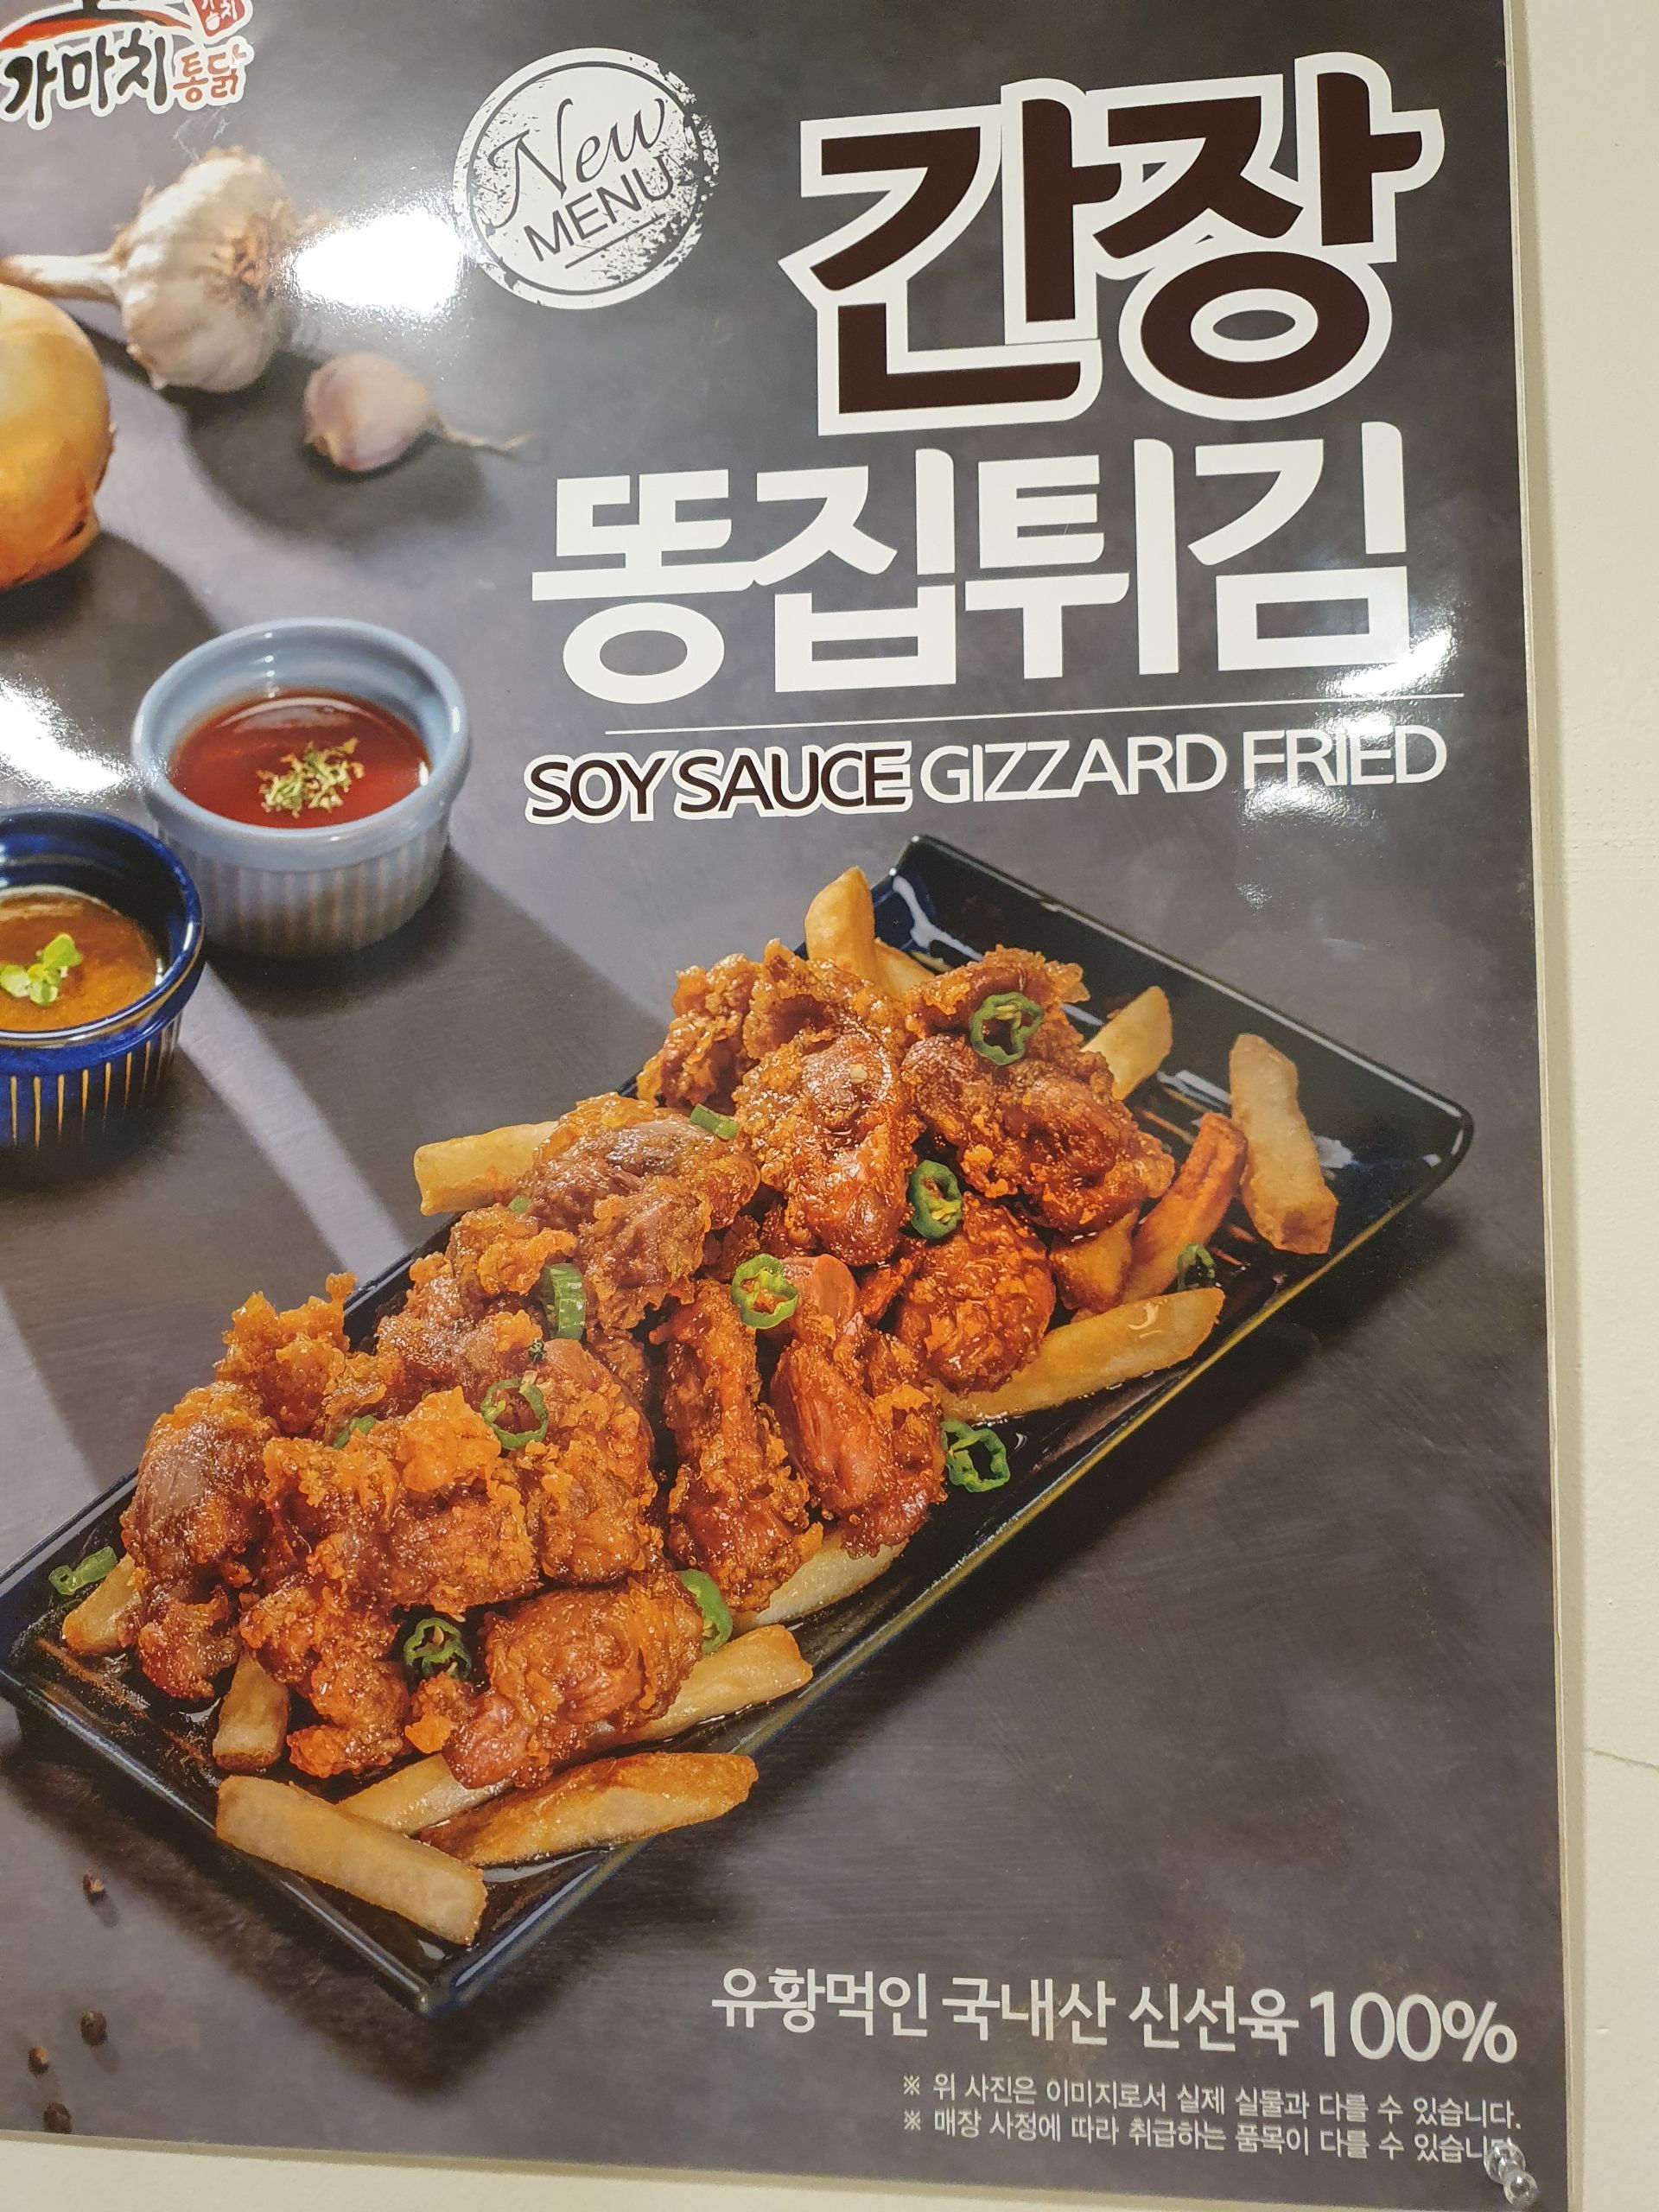 가마치통닭
New
MENU
간장
똥집튀김
SOY SAUCE GIZZARD FRIED
유황먹인 국내산 신선육 100%
※ 위 사진은 이미지로서 실제 실물과 다를 수 있습니다.
※ 매장 사정에 따라 취급하는 품목이 다를 수 있습니다.